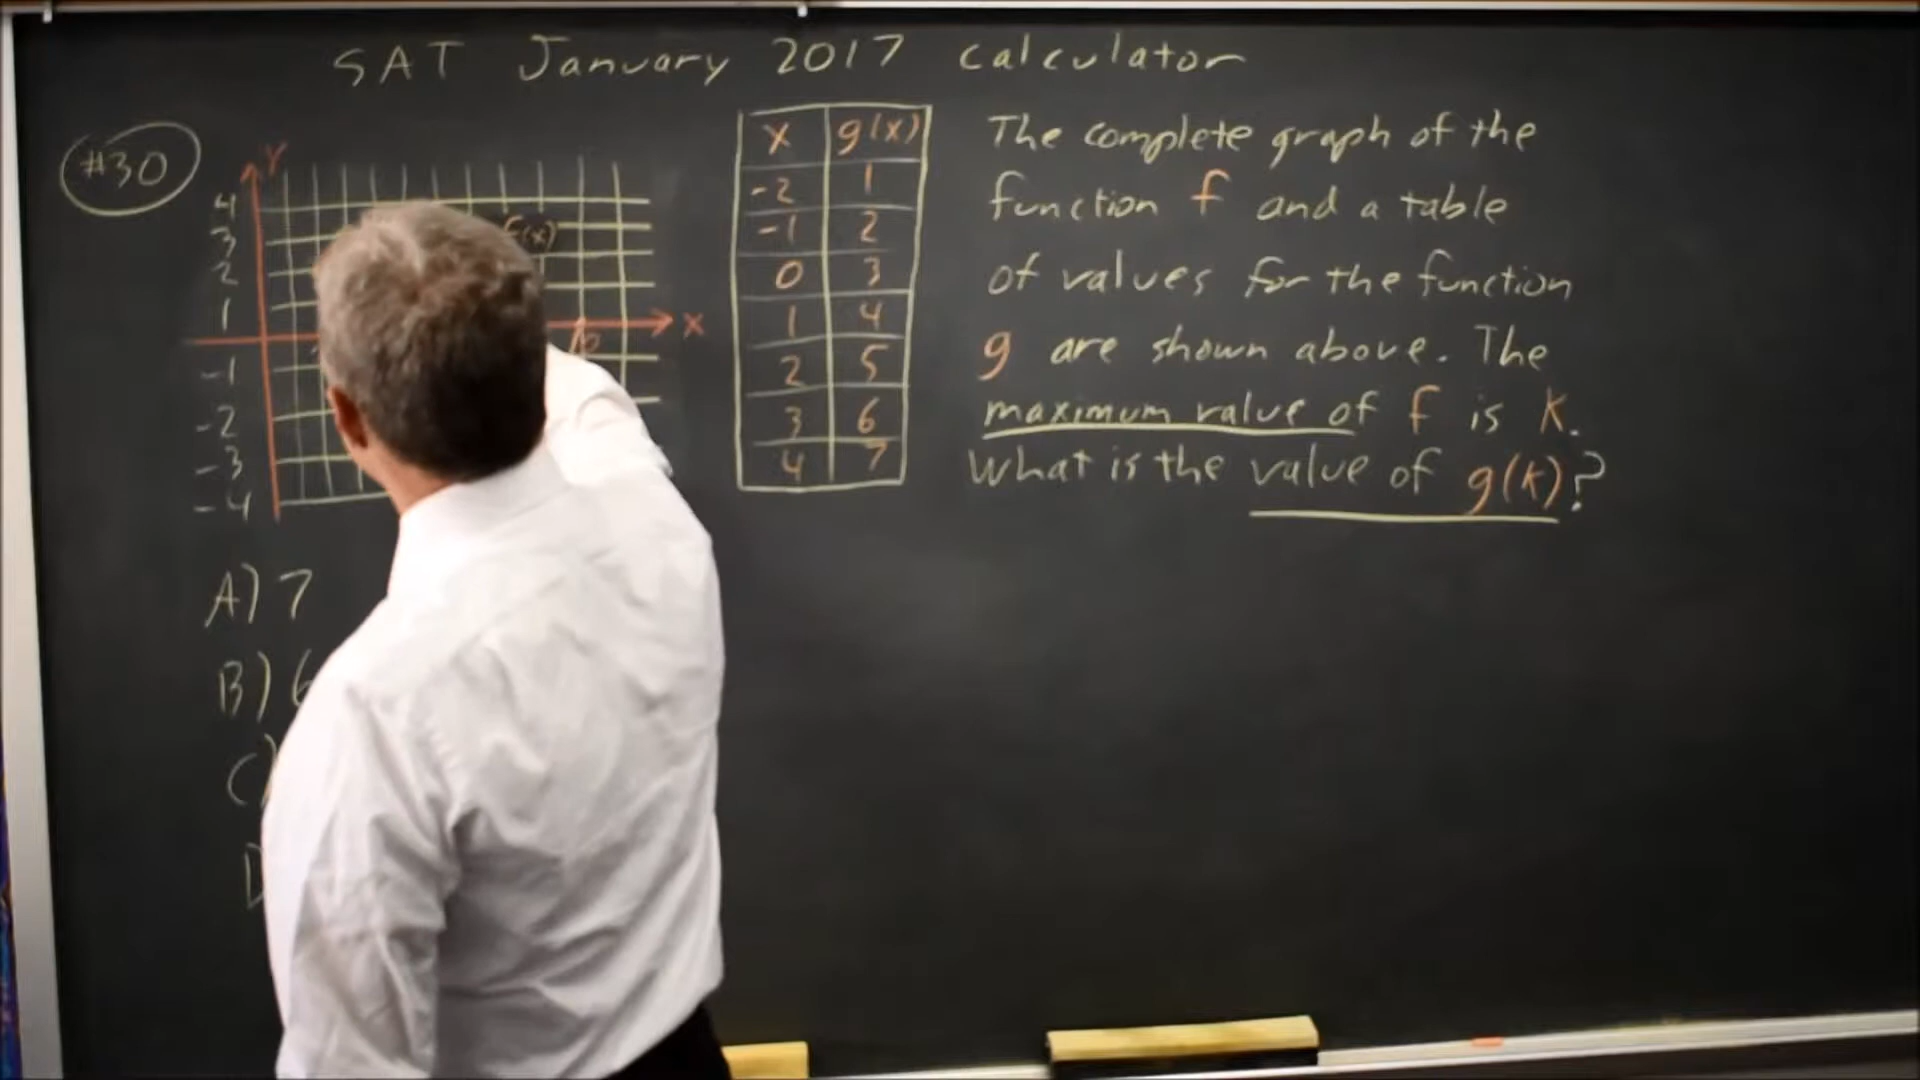 SAT January 2017 Calculator
#30
Y
4
3
2
1
-1
-2
-3
-4
f(x)
X
10
x g(x)
-2 1
-1 2
0 3
1 4
2 5
3 6
4 7
The complete graph of the
function f and a table
of values for the function
g are shown above. The
maximum value of f is k.
What is the value of g(k)?
A) 7
B) 6
C)
D